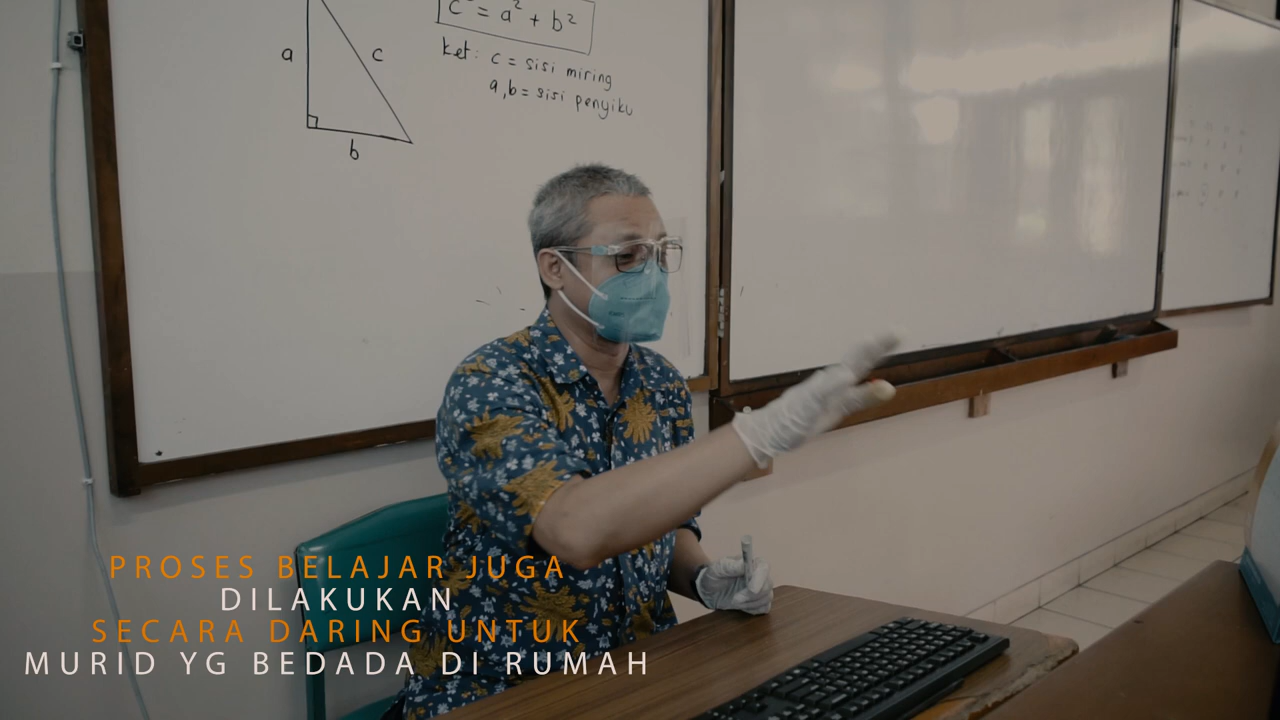 c² = a² + b²
a
c
ket: c = sisi miring
a,b = sisi penyiku
b
PROSES BELAJAR JUGA
DILAKUKAN
SECARA DARING UNTUK
MURID YG BEDADA DI RUMAH